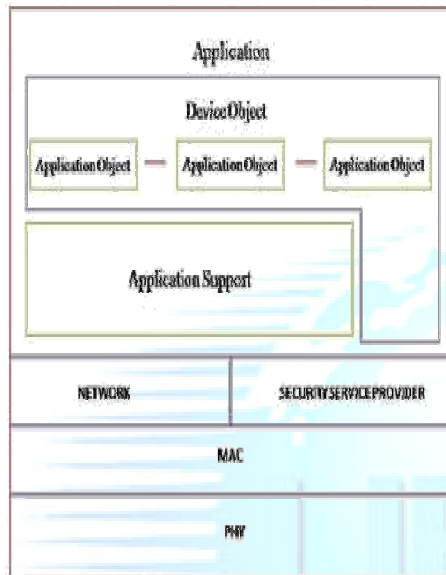 Application
Device Object
Application Object Application Object Application Object
Application Support
NETWORK SECURITY SERVICE PROVIDER
MAC
PHY